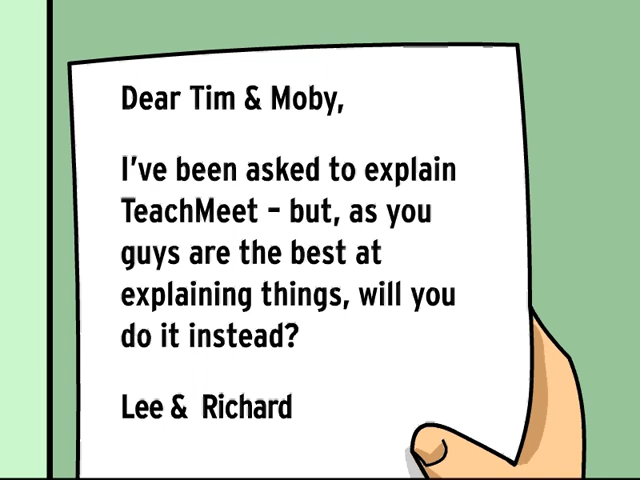 Dear Tim & Moby,
I've been asked to explain
TeachMeet – but, as you
guys are the best at
explaining things, will you
do it instead?
Lee & Richard